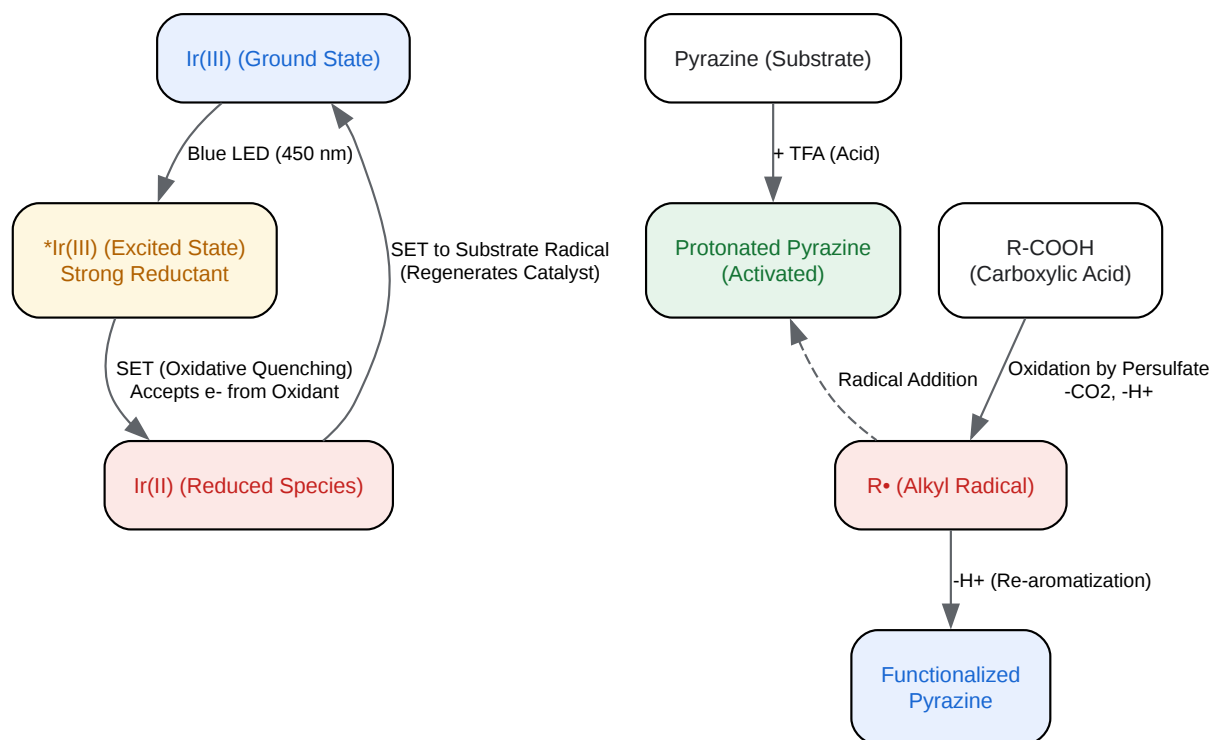 Ir(III) (Ground State)
Pyrazine (Substrate)
Blue LED (450 nm)
+ TFA (Acid)
*Ir(III) (Excited State)
Strong Reductant
Protonated Pyrazine
(Activated)
R-COOH
(Carboxylic Acid)
SET to Substrate Radical
(Regenerates Catalyst)
SET (Oxidative Quenching)
Accepts e- from Oxidant
Radical Addition
Oxidation by Persulfate
-CO2, -H+
Ir(II) (Reduced Species)
R• (Alkyl Radical)
-H+ (Re-aromatization)
Functionalized
Pyrazine